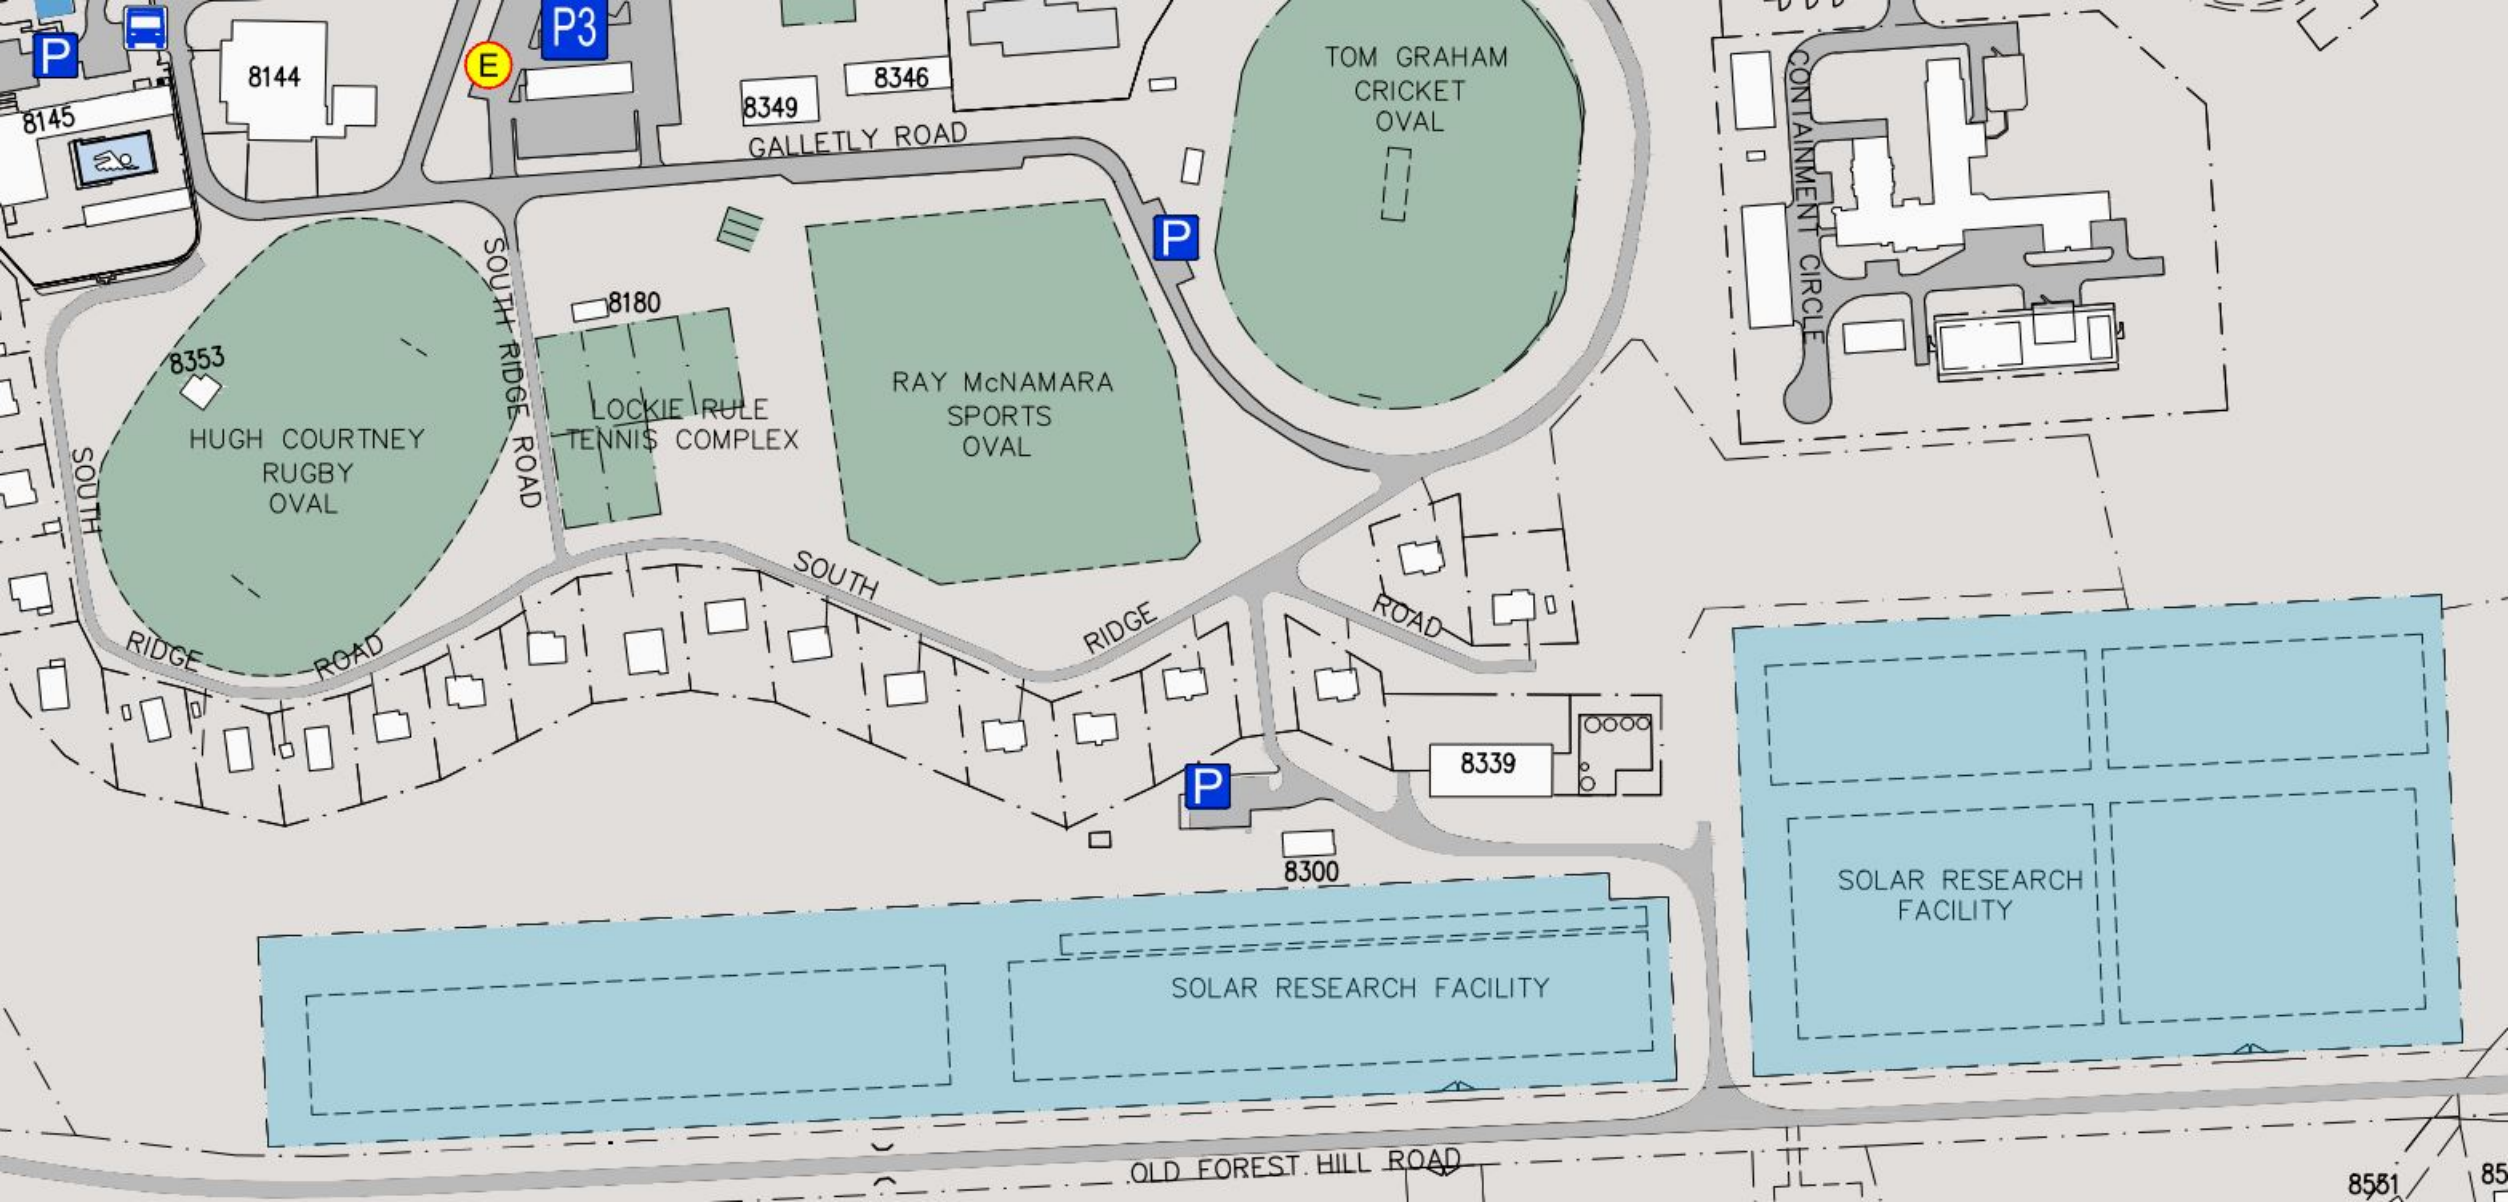 P
P3
E
8144
8145
8349
8346
GALLETLY ROAD
TOM GRAHAM
CRICKET
OVAL
CONTAINMENT CIRCLE
P
SOUTH RIDGE ROAD
8180
8353
LOCKIE RULE
TENNIS COMPLEX
RAY McNAMARA
SPORTS
OVAL
HUGH COURTNEY
RUGBY
OVAL
SOUTH
RIDGE
ROAD
SOUTH
RIDGE
ROAD
8339
P
8300
SOLAR RESEARCH
FACILITY
SOLAR RESEARCH FACILITY
OLD FOREST HILL ROAD
8551
85